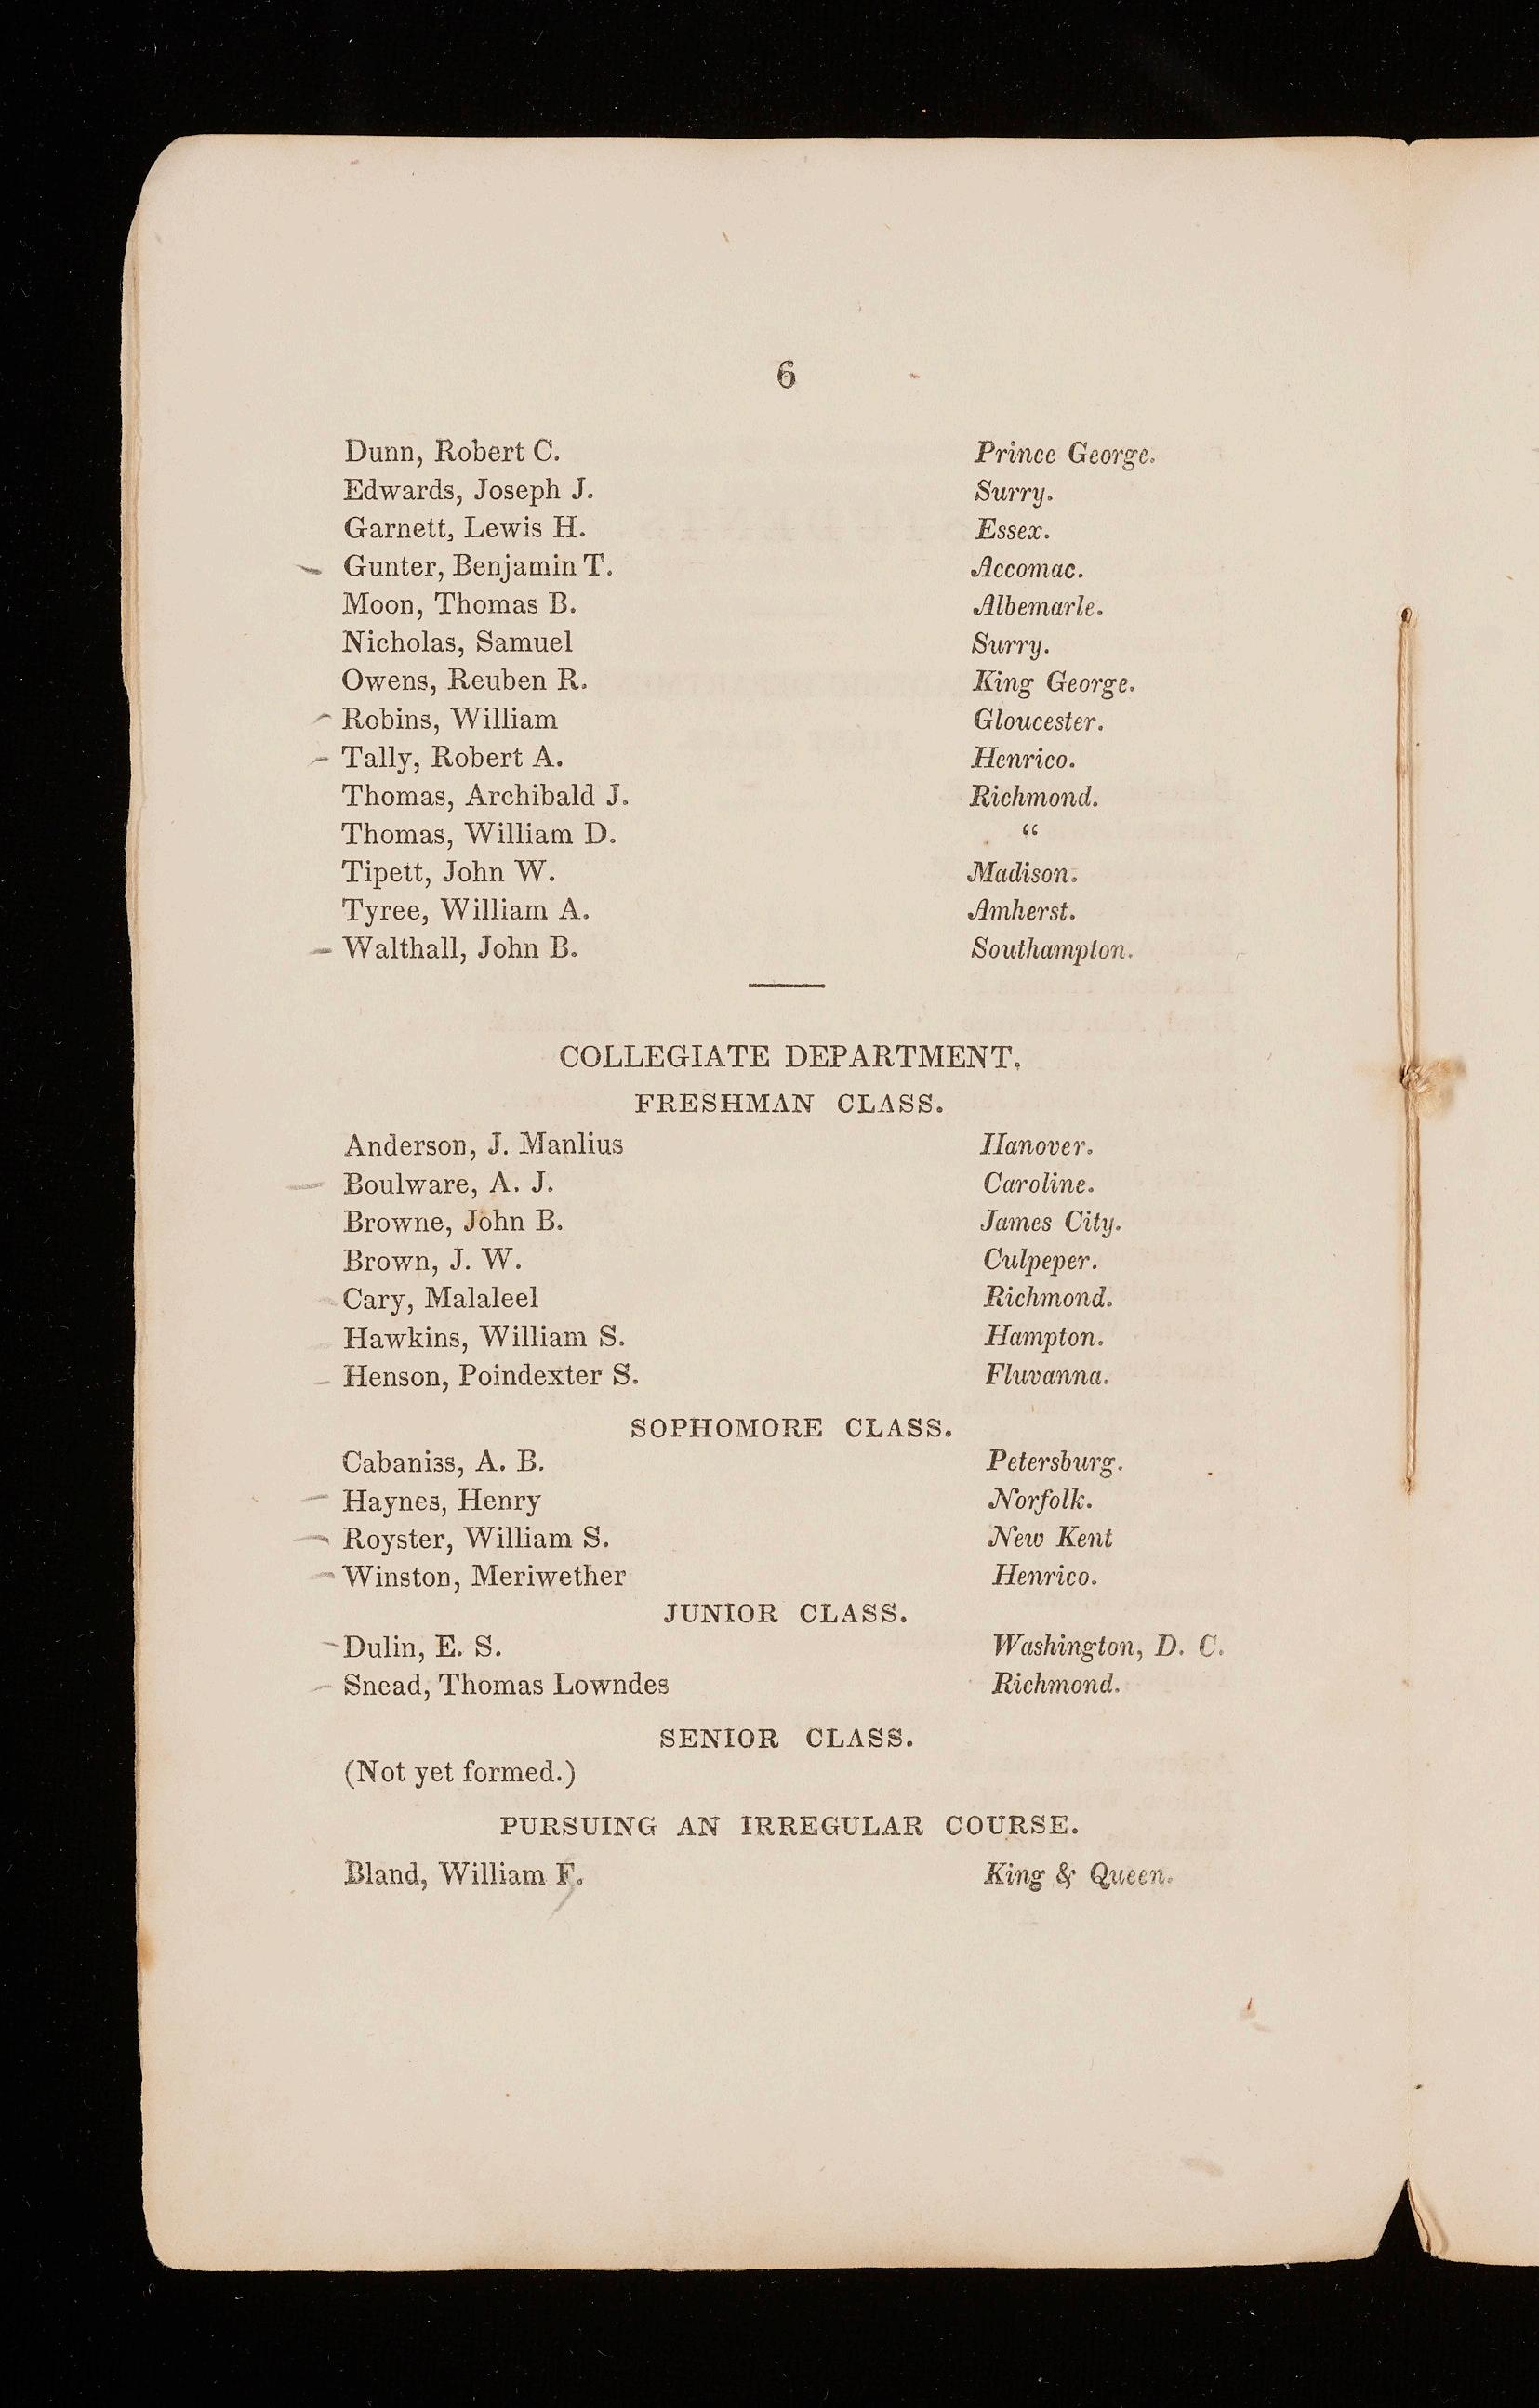 6
Dunn, Robert C. Prince George.
Edwards, Joseph J. Surry.
Garnett, Lewis H. Essex.
Gunter, Benjamin T. Accomac.
Moon, Thomas B. Albemarle.
Nicholas, Samuel Surry.
Owens, Reuben R. King George.
Robins, William Gloucester.
Tally, Robert A. Henrico.
Thomas, Archibald J. Richmond.
Thomas, William D. “
Tipett, John W. Madison.
Tyree, William A. Amherst.
Walthall, John B. Southampton.
COLLEGIATE DEPARTMENT.
FRESHMAN CLASS.
Anderson, J. Manlius Hanover.
Boulware, A. J. Caroline.
Browne, John B. James City.
Brown, J. W. Culpeper.
Cary, Malaleel Richmond.
Hawkins, William S. Hampton.
Henson, Poindexter S. Fluvanna.
SOPHOMORE CLASS.
Cabaniss, A. B. Petersburg.
Haynes, Henry Norfolk.
Royster, William S. New Kent
Winston, Meriwether Henrico.
JUNIOR CLASS.
Dulin, E. S. Washington, D. C.
Snead, Thomas Lowndes Richmond.
SENIOR CLASS.
(Not yet formed.)
PURSUING AN IRREGULAR COURSE.
Bland, William F. King & Queen.